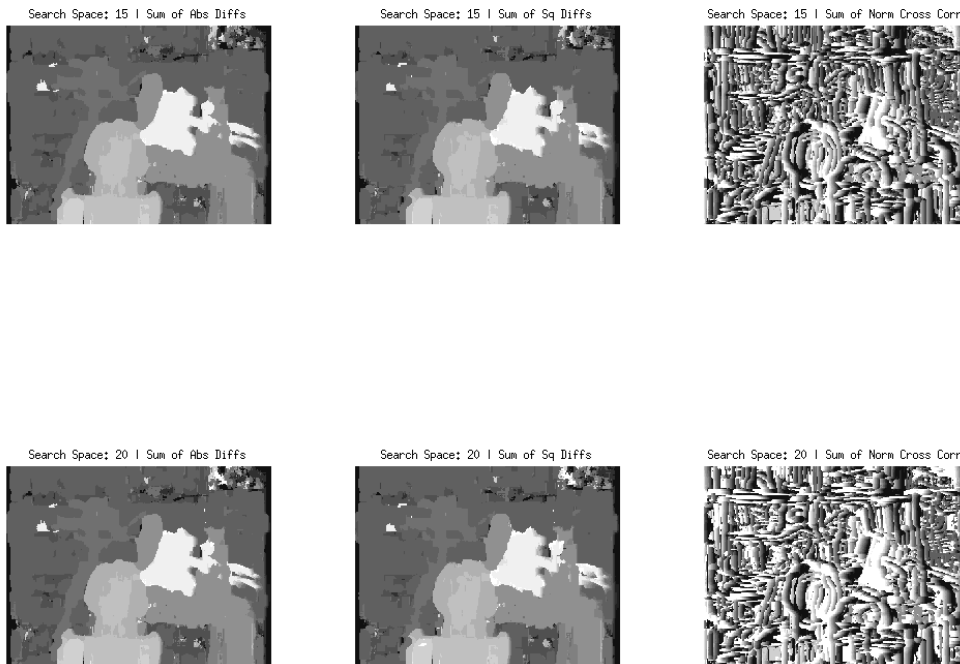 Search Space: 15 | Sum of Abs Diffs
Search Space: 15 | Sum of Sq Diffs
Search Space: 15 | Sum of Norm Cross Corr
Search Space: 20 | Sum of Abs Diffs
Search Space: 20 | Sum of Sq Diffs
Search Space: 20 | Sum of Norm Cross Corr